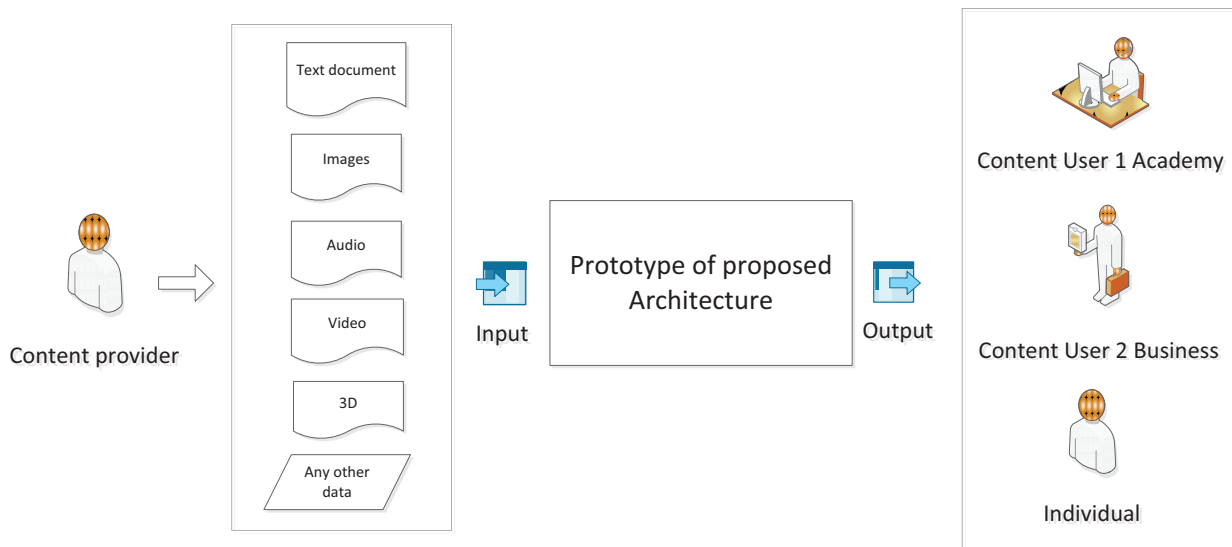 Content provider
Text document
Images
Audio
Video
3D
Any other
data
Input
Prototype of proposed
Architecture
Output
Content User 1 Academy
Content User 2 Business
Individual